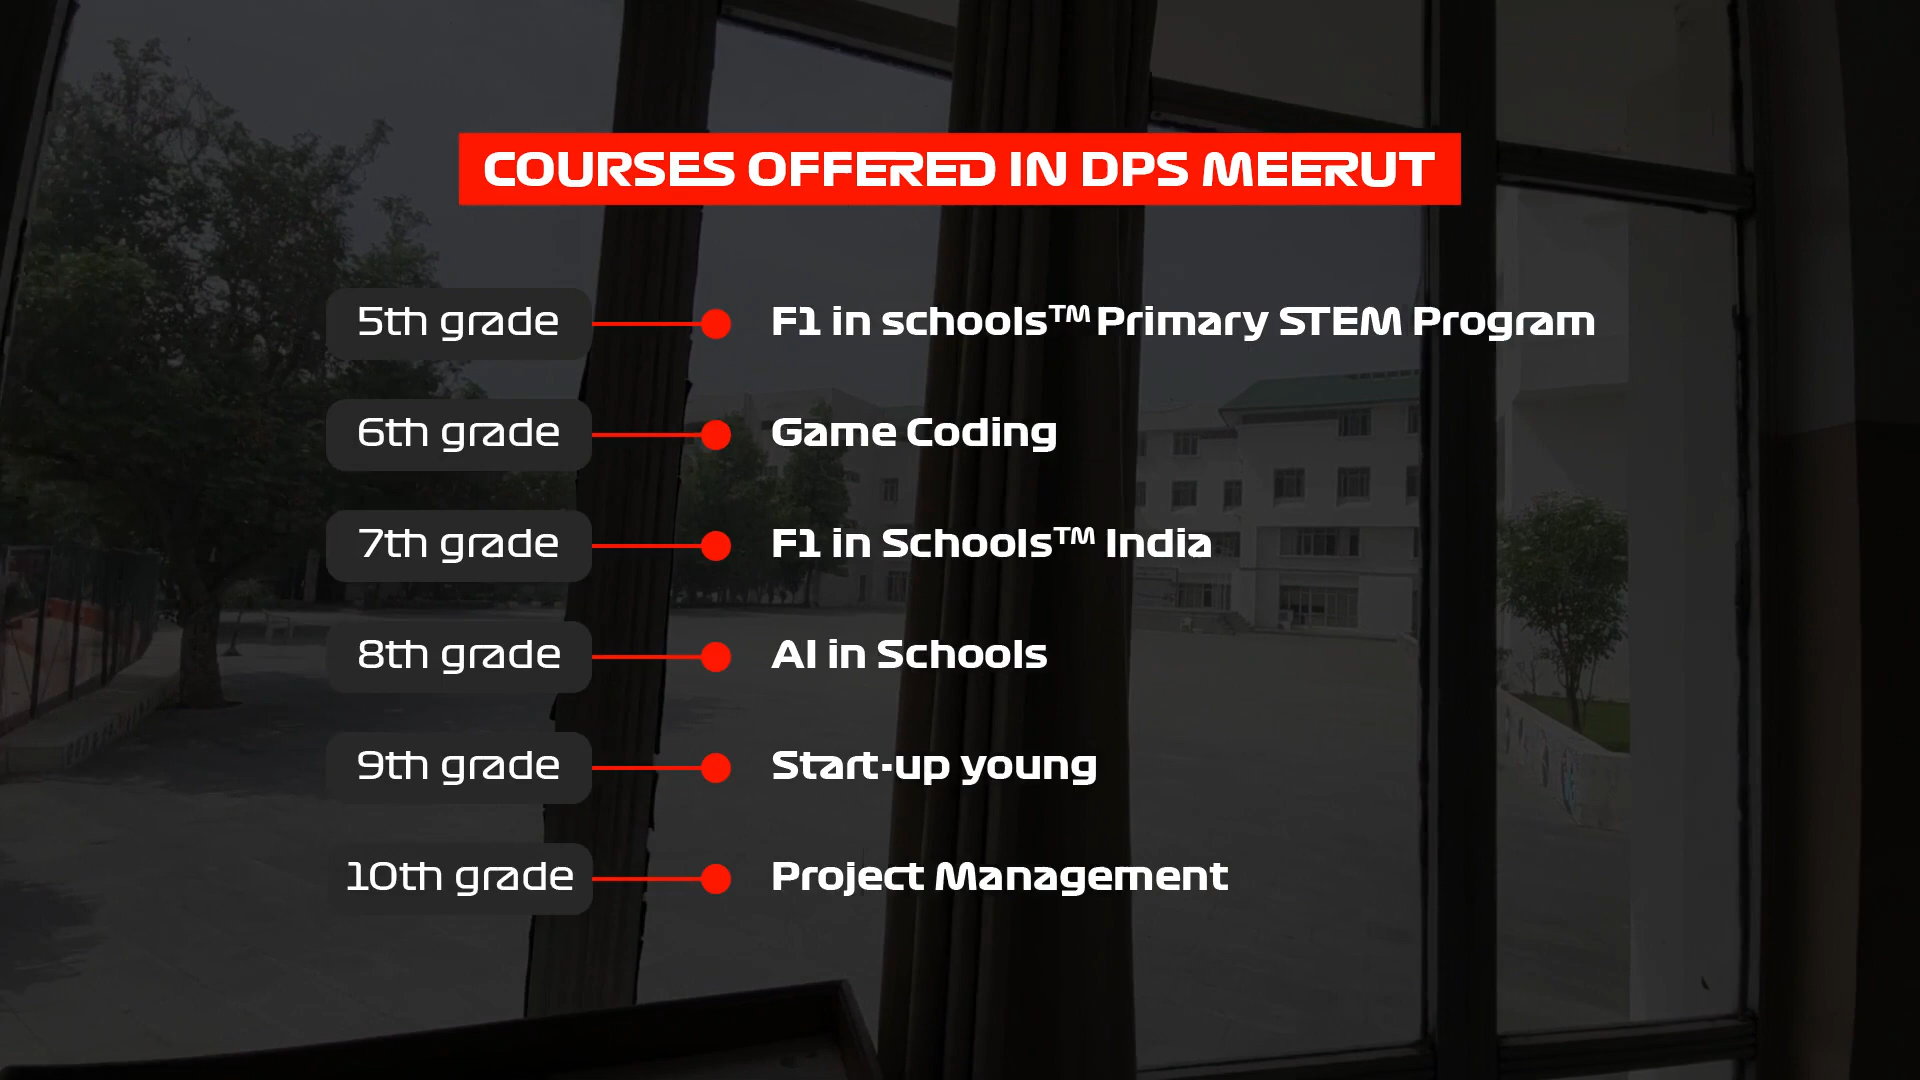 COURSES OFFERED IN DPS MEERUT
5th grade F1 in schools™ Primary STEM Program
6th grade Game Coding
7th grade F1 in Schools™ India
8th grade AI in Schools
9th grade Start-up young
10th grade Project Management